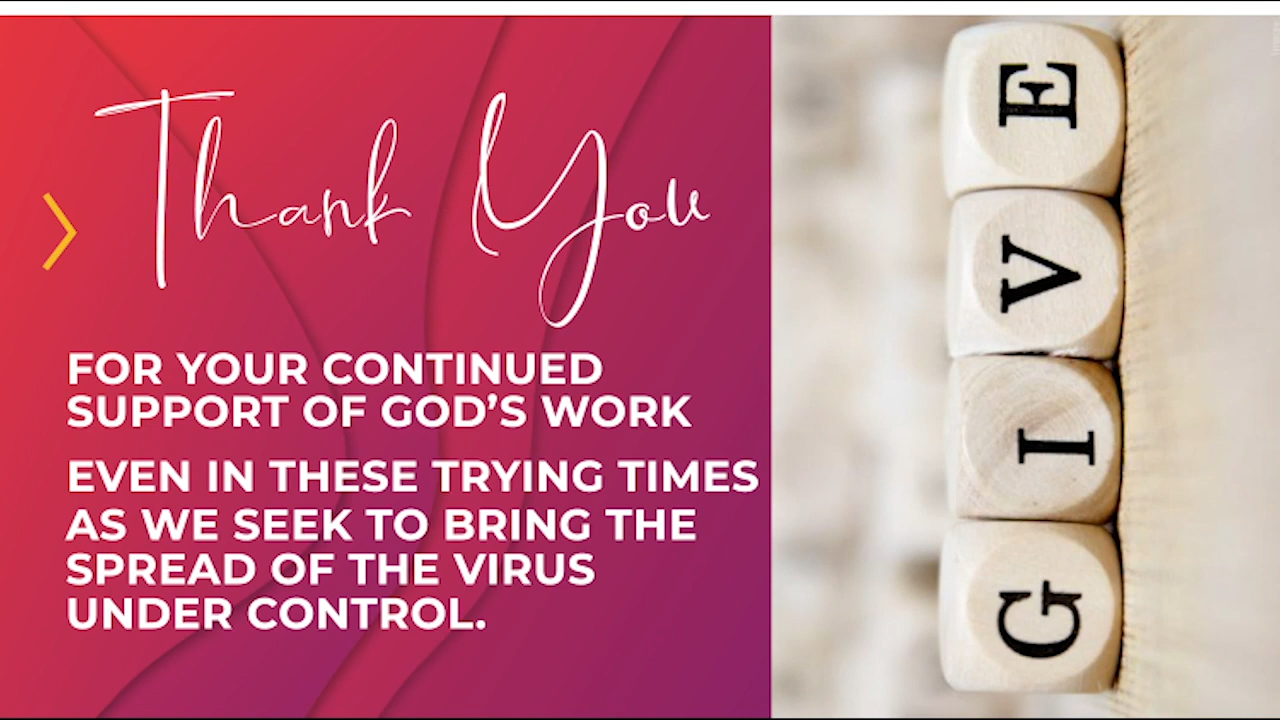 Thank You
FOR YOUR CONTINUED
SUPPORT OF GOD'S WORK
EVEN IN THESE TRYING TIMES
AS WE SEEK TO BRING THE
SPREAD OF THE VIRUS
UNDER CONTROL.
GIVE